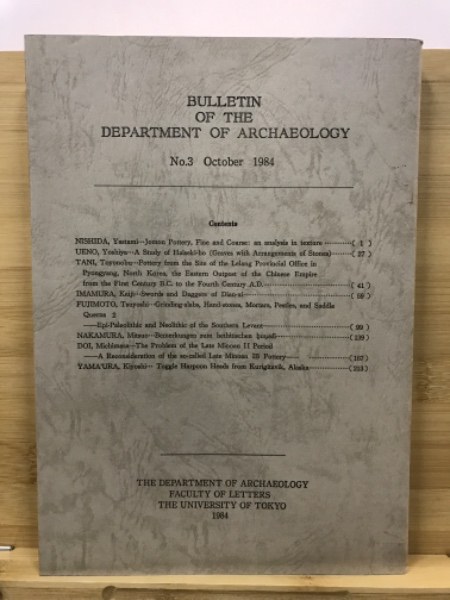 BULLETIN
OF THE
DEPARTMENT OF ARCHAEOLOGY
No.3 October 1984
Contents
NISHIDA, Yasutami—Jomon Pottery, Fine and Coarse: an analysis in texture ………( 1 )
UENO, Yoshiya—A Study of Haiseki-bo (Graves with Arrangements of Stones)……( 27 )
TANI, Toyonobu—Pottery from the Site of the Lelang Provincial Office in
Pyongyang, North Korea, the Eastern Outpost of the Chinese Empire
from the First Century B.C. to the Fourth Century A.D.………( 41 )
IMAMURA, Keiji—Swords and Daggers of Dian-xi………
FUJIMOTO, Tsuyoshi—Grinding-slabs, Hand-stones, Mortars, Pestles, and Saddle
Querns 2
—Epi-Paleolithic and Neolithic of the Southern Levant………( 99 )
NAKAMURA, Mitsuo—Bemerkungen zum hethitischen
DOI, Michimasa—The Problem of the Late Minoan II Period
—A Reconsideration of the so-called Late Minoan IB Pottery………(167)
YAMAURA, Kiyoshi— Toggle Harpoon Heads from Kurigitavik, Alaska………(213)
THE DEPARTMENT OF ARCHAEOLOGY
FACULTY OF LETTERS
THE UNIVERSITY OF TOKYO
1984